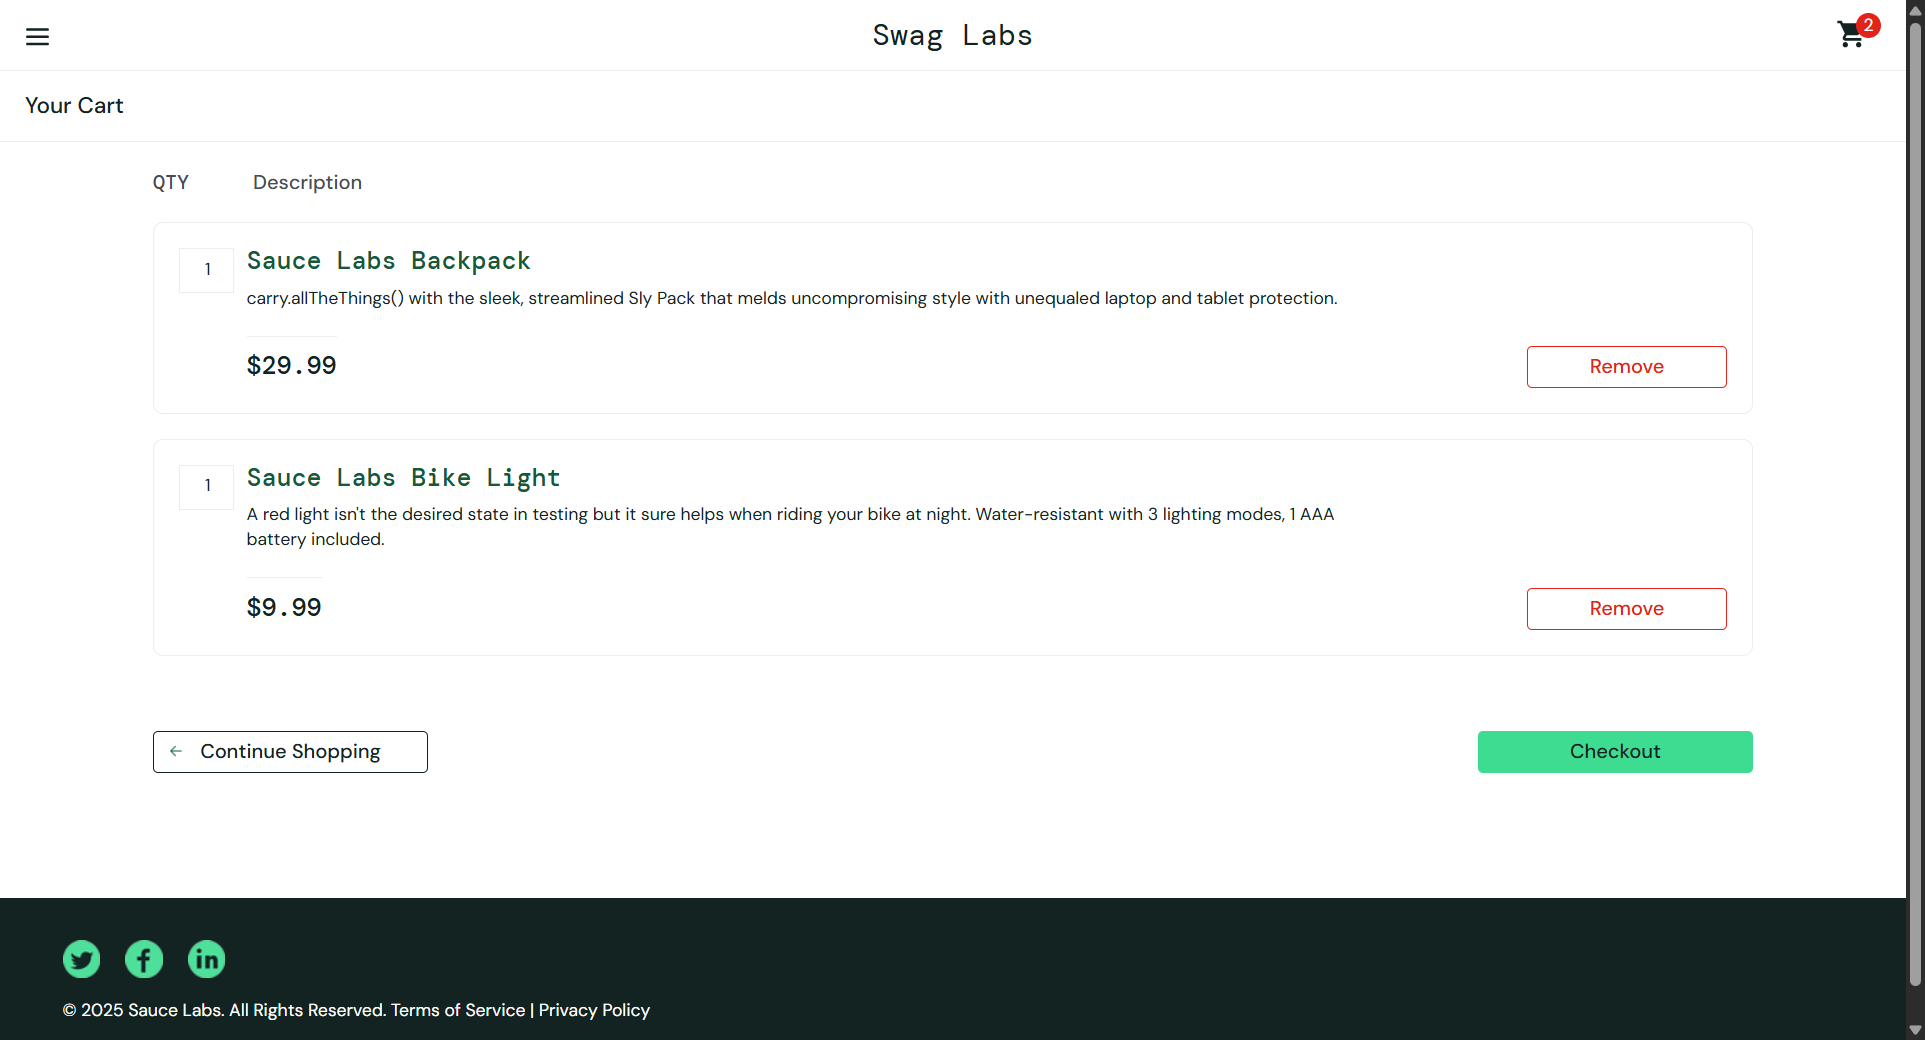 Swag Labs
2
Your Cart
QTY Description
1
Sauce Labs Backpack
carry.allTheThings() with the sleek, streamlined Sly Pack that melds uncompromising style with unequaled laptop and tablet protection.
$29.99
Remove
1
Sauce Labs Bike Light
A red light isn't the desired state in testing but it sure helps when riding your bike at night. Water-resistant with 3 lighting modes, 1 AAA
battery included.
$9.99
Remove
Continue Shopping
Checkout
© 2025 Sauce Labs. All Rights Reserved. Terms of Service | Privacy Policy